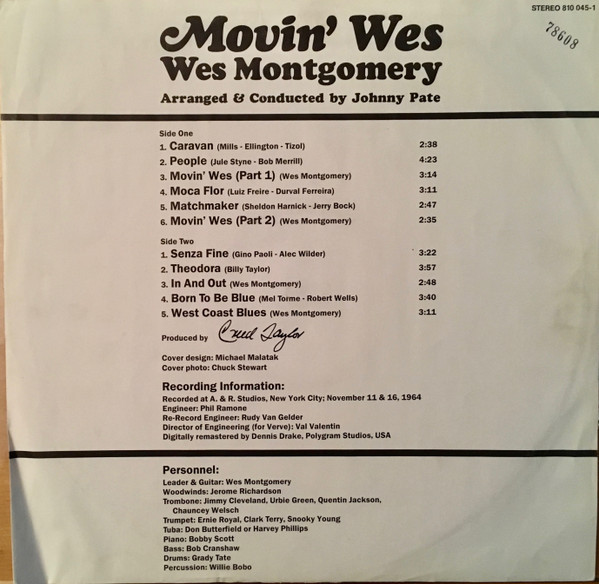 STEREO 810 045-1
78608
Movin' Wes
Wes Montgomery
Arranged & Conducted by Johnny Pate
Side One
1. Caravan (Mills - Ellington - Tizol) 2:38
2. People (Jule Styne - Bob Merrill) 4:23
3. Movin' Wes (Part 1) (Wes Montgomery) 3:14
4. Moca Flor (Luiz Freire - Durval Ferreira) 3:11
5. Matchmaker (Sheldon Harnick - Jerry Bock) 2:47
6. Movin' Wes (Part 2) (Wes Montgomery) 2:35
Side Two
1. Senza Fine (Gino Paoli - Alec Wilder) 3:22
2. Theodora (Billy Taylor) 3:57
3. In And Out (Wes Montgomery) 2:48
4. Born To Be Blue (Mel Torme - Robert Wells) 3:40
5. West Coast Blues (Wes Montgomery) 3:11
Produced by Creed Taylor
Cover design: Michael Malatak
Cover photo: Chuck Stewart
Recording Information:
Recorded at A. & R. Studios, New York City; November 11 & 16, 1964
Engineer: Phil Ramone
Re-Record Engineer: Rudy Van Gelder
Director of Engineering (for Verve): Val Valentin
Digitally remastered by Dennis Drake, Polygram Studios, USA
Personnel:
Leader & Guitar: Wes Montgomery
Woodwinds: Jerome Richardson
Trombone: Jimmy Cleveland, Urbie Green, Quentin Jackson,
Chauncey Welsch
Trumpet: Ernie Royal, Clark Terry, Snooky Young
Tuba: Don Butterfield or Harvey Phillips
Piano: Bobby Scott
Bass: Bob Cranshaw
Drums: Grady Tate
Percussion: Willie Bobo